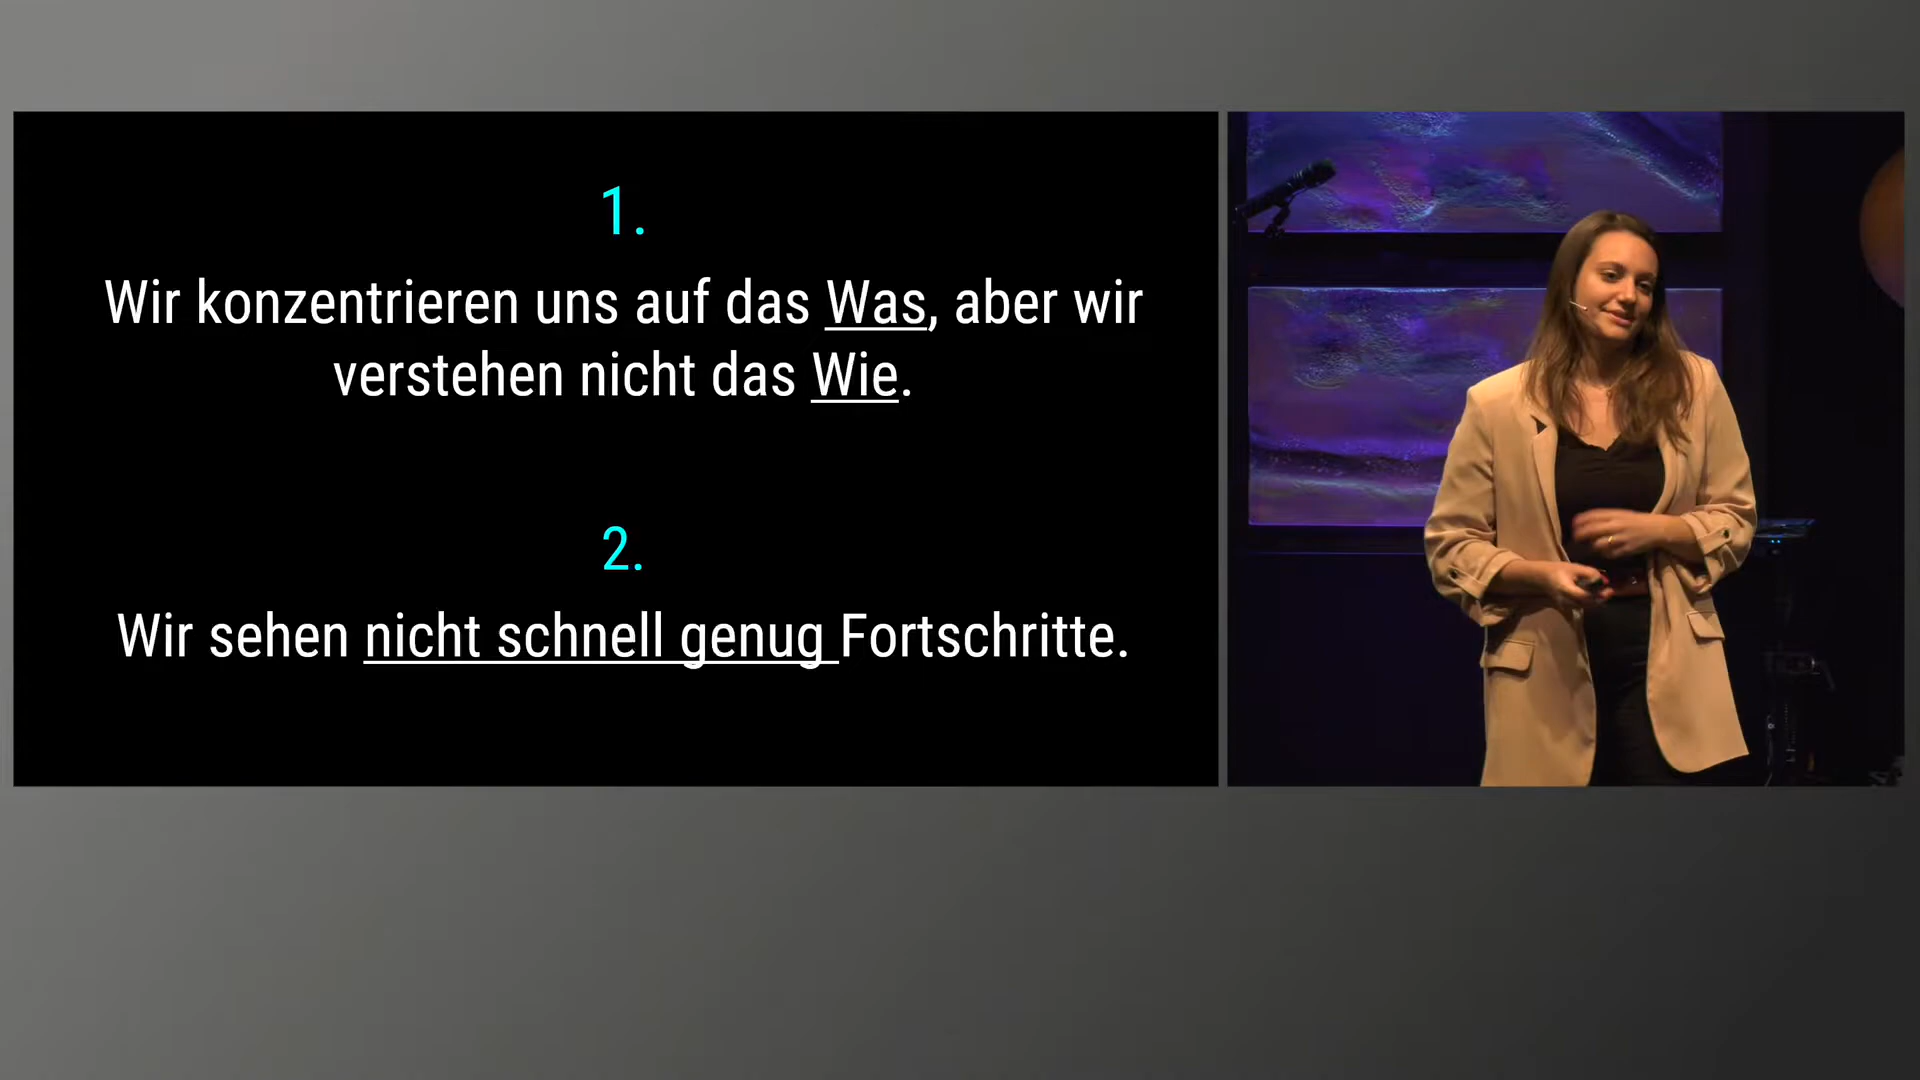 1.
Wir konzentrieren uns auf das Was, aber wir
verstehen nicht das Wie.
2.
Wir sehen nicht schnell genug Fortschritte.